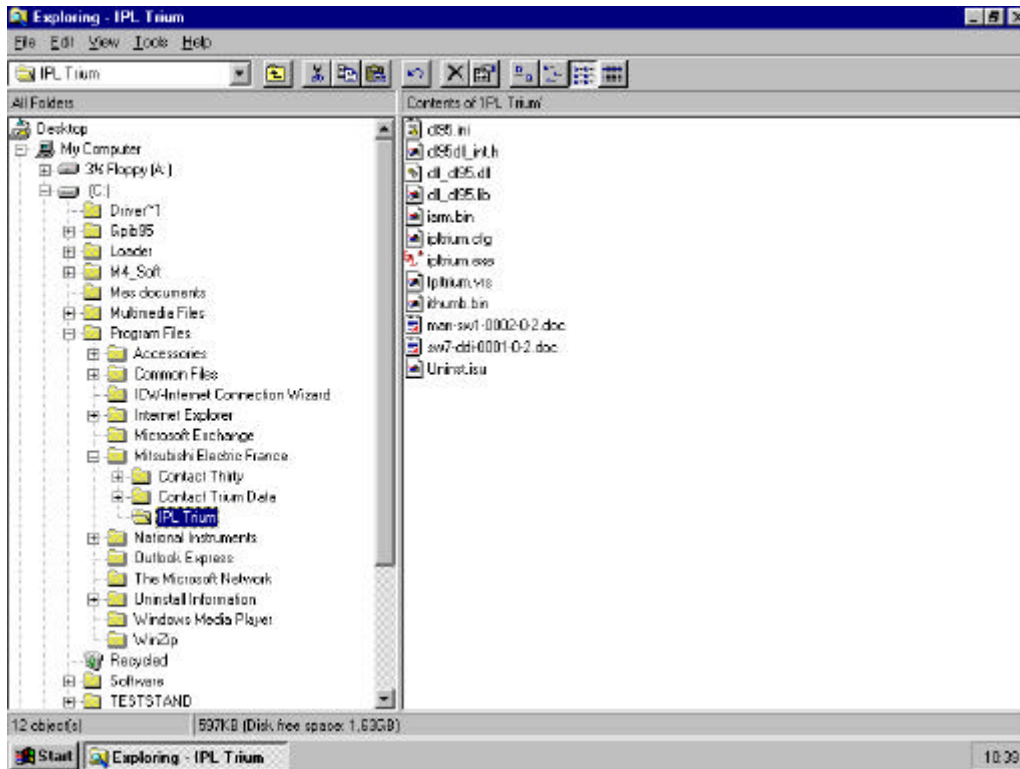 Exploring - IPL Trium
File Edit View Tools Help
IPL Trium
All Folders
Contents of 'IPL Trium'
Desktop
My Computer
3½ Floppy (A:)
(C:)
Driver~1
Gpib95
Loader
M4_Soft
Mes documents
Multimedia Files
Program Files
Accessories
Common Files
ICW-Internet Connection Wizard
Internet Explorer
Microsoft Exchange
Mitsubishi Electric France
Contact Thirty
Contact Trium Data
IPL Trium
National Instruments
Outlook Express
The Microsoft Network
Uninstall Information
Windows Media Player
WinZip
Recycled
Software
TESTSTAND
dl95.ini
dl95dll_int.h
dll_dl95.dll
dll_dl95.lib
iarm.bin
ipltrium.cfg
ipltrium.exe
Ipltrium.vrs
ithumb.bin
man-sw1-0002-0-2.doc
sw7-ddi-0001-0-2.doc
Uninst.isu
12 object(s)
597KB (Disk free space: 1,63GB)
Start
Exploring - IPL Trium
18:39